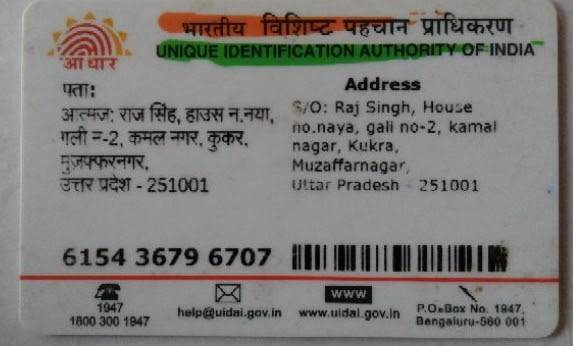 भारतीय विशिष्ट पहचान प्राधिकरण
UNIQUE IDENTIFICATION AUTHORITY OF INDIA
आधार
पता:
आत्मज: राज सिंह, हाउस न.नया,
गली न-2, कमल नगर, कुकर,
मुजफ्फरनगर,
उत्तर प्रदेश - 251001
Address
S/O: Raj Singh, House
no.naya, gali no-2, kamal
nagar, Kukra,
Muzaffarnagar,
Uttar Pradesh - 251001
6154 3679 6707
1947
1800 300 1947
help@uidai.gov.in
www
www.uidai.gov.in
P.O.Box No. 1947,
Bengaluru-560 001